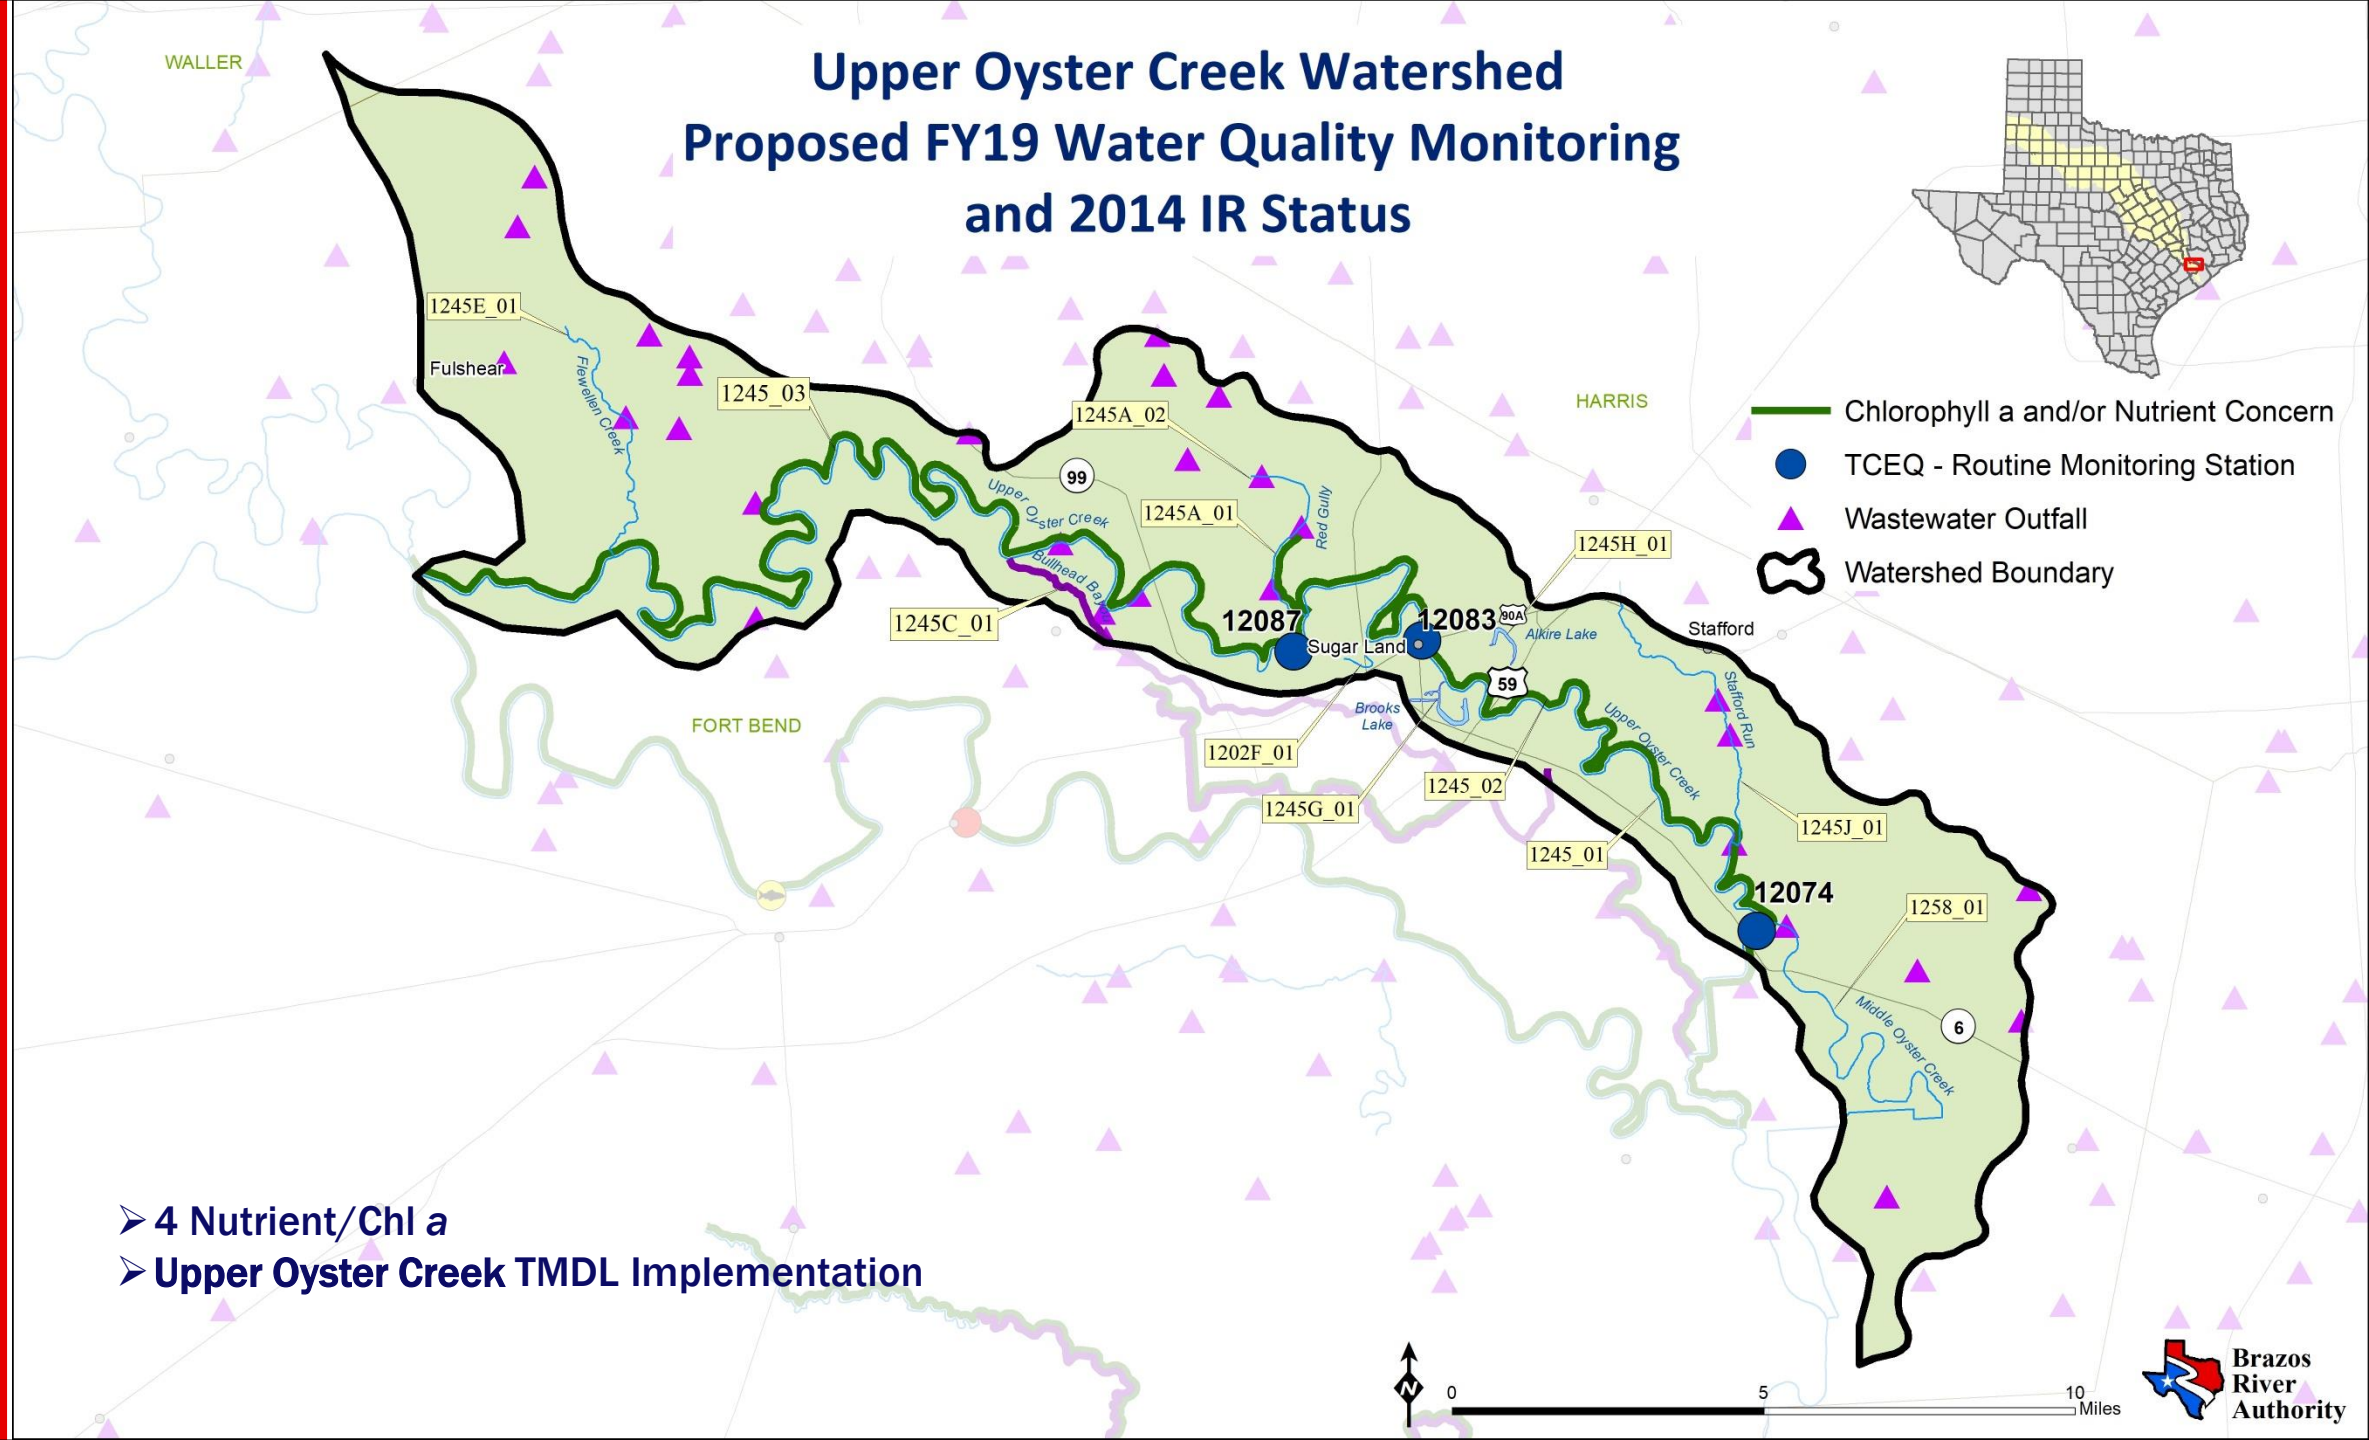 Upper Oyster Creek Watershed
Proposed FY19 Water Quality Monitoring
and 2014 IR Status
WALLER
1245E_01
Fulshear
Flewellen Creek
1245_03
1245A_02
HARRIS
Chlorophyll a and/or Nutrient Concern
TCEQ - Routine Monitoring Station
Wastewater Outfall
Watershed Boundary
99
Upper Oyster Creek
1245A_01
Red Gully
1245H_01
Bullhead Bayou
1245C_01
12087
12083
90A
Alkire Lake
Stafford
Sugar Land
59
Stafford Run
FORT BEND
Brooks
Lake
Upper Oyster Creek
1202F_01
1245G_01
1245_02
1245_01
1245J_01
12074
1258_01
Middle Oyster Creek
6
➢ 4 Nutrient/Chl a
➢ Upper Oyster Creek TMDL Implementation
N
0 5 10
Miles
Brazos
River
Authority